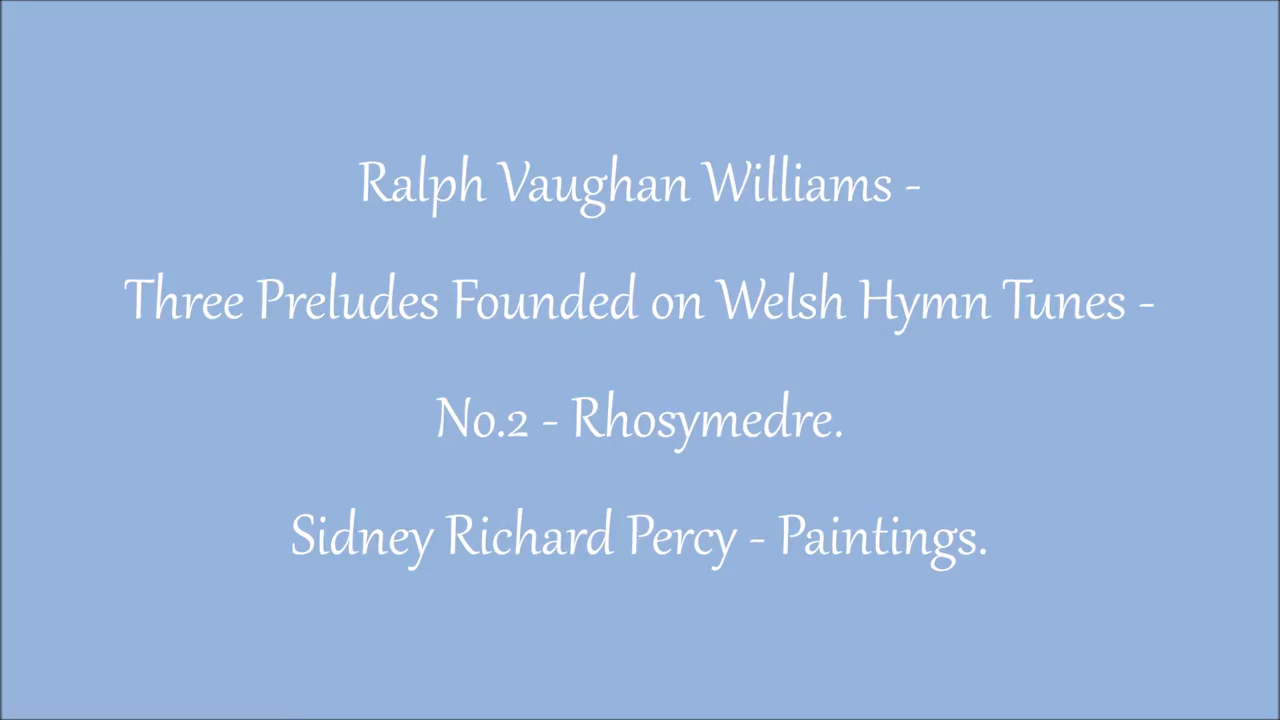 Ralph Vaughan Williams -
Three Preludes Founded on Welsh Hymn Tunes -
No.2 - Rhosymedre.
Sidney Richard Percy - Paintings.